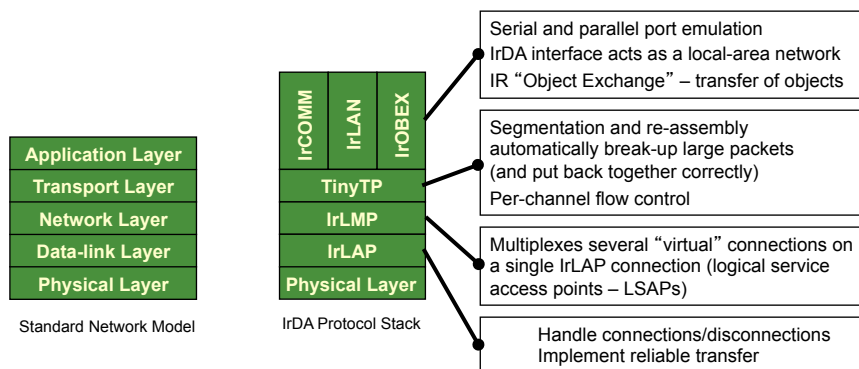 Serial and parallel port emulation
IrDA interface acts as a local-area network
IR “Object Exchange” – transfer of objects
IrCOMM
IrLAN
IrOBEX
Application Layer
Transport Layer
Network Layer
Data-link Layer
Physical Layer
Standard Network Model
TinyTP
IrLMP
IrLAP
Physical Layer
IrDA Protocol Stack
Segmentation and re-assembly
automatically break-up large packets
(and put back together correctly)
Per-channel flow control
Multiplexes several “virtual” connections on
a single IrLAP connection (logical service
access points – LSAPs)
Handle connections/disconnections
Implement reliable transfer